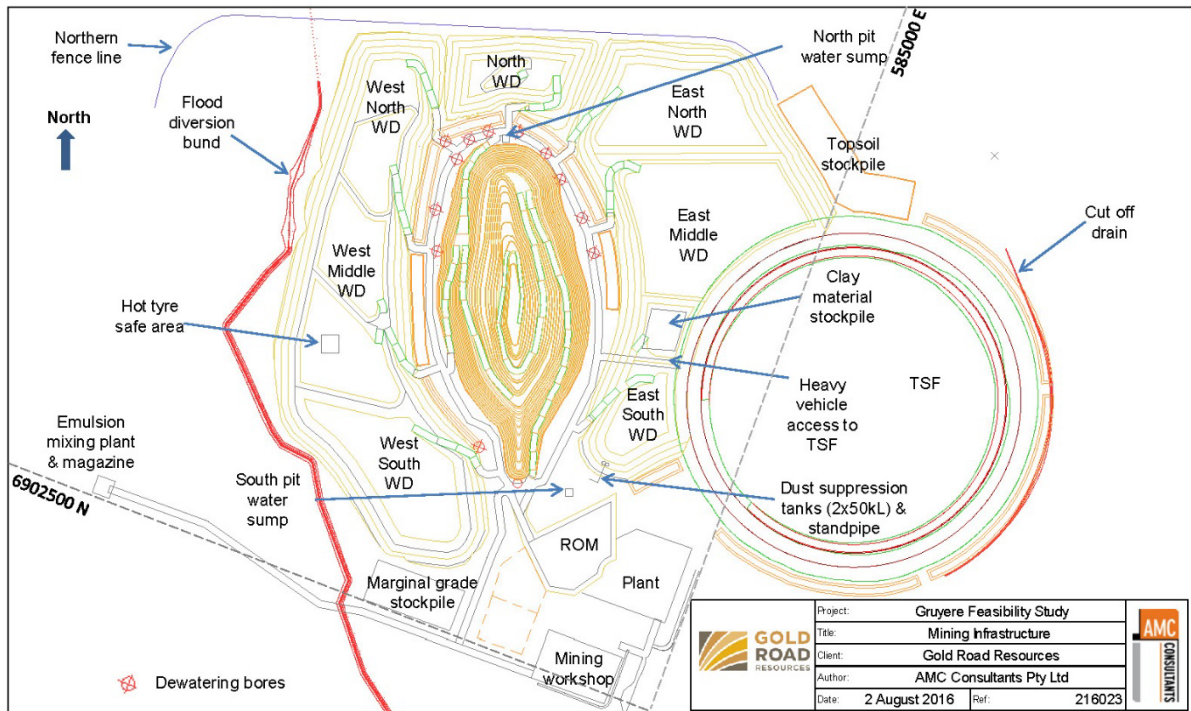 Northern
fence line
North
Flood
diversion
bund
West
North
WD
North
WD
North pit
water sump
585000 E
East
North
WD
Topsoil
stockpile
Cut off
drain
West
Middle
WD
East
Middle
WD
Clay
material
stockpile
Hot tyre
safe area
TSF
Heavy
vehicle
access to
TSF
East
South
WD
Emulsion
mixing plant
& magazine
6902500 N
West
South
WD
South pit
water
sump
Dust suppression
tanks (2x50kL) &
standpipe
ROM
Plant
Marginal grade
stockpile
Mining
workshop
Dewatering bores
GOLD
ROAD
RESOURCES
Project: Gruyere Feasibility Study
Title: Mining Infrastructure
Client: Gold Road Resources
Author: AMC Consultants Pty Ltd
Date: 2 August 2016 Ref: 216023
AMC
CONSULTANTS